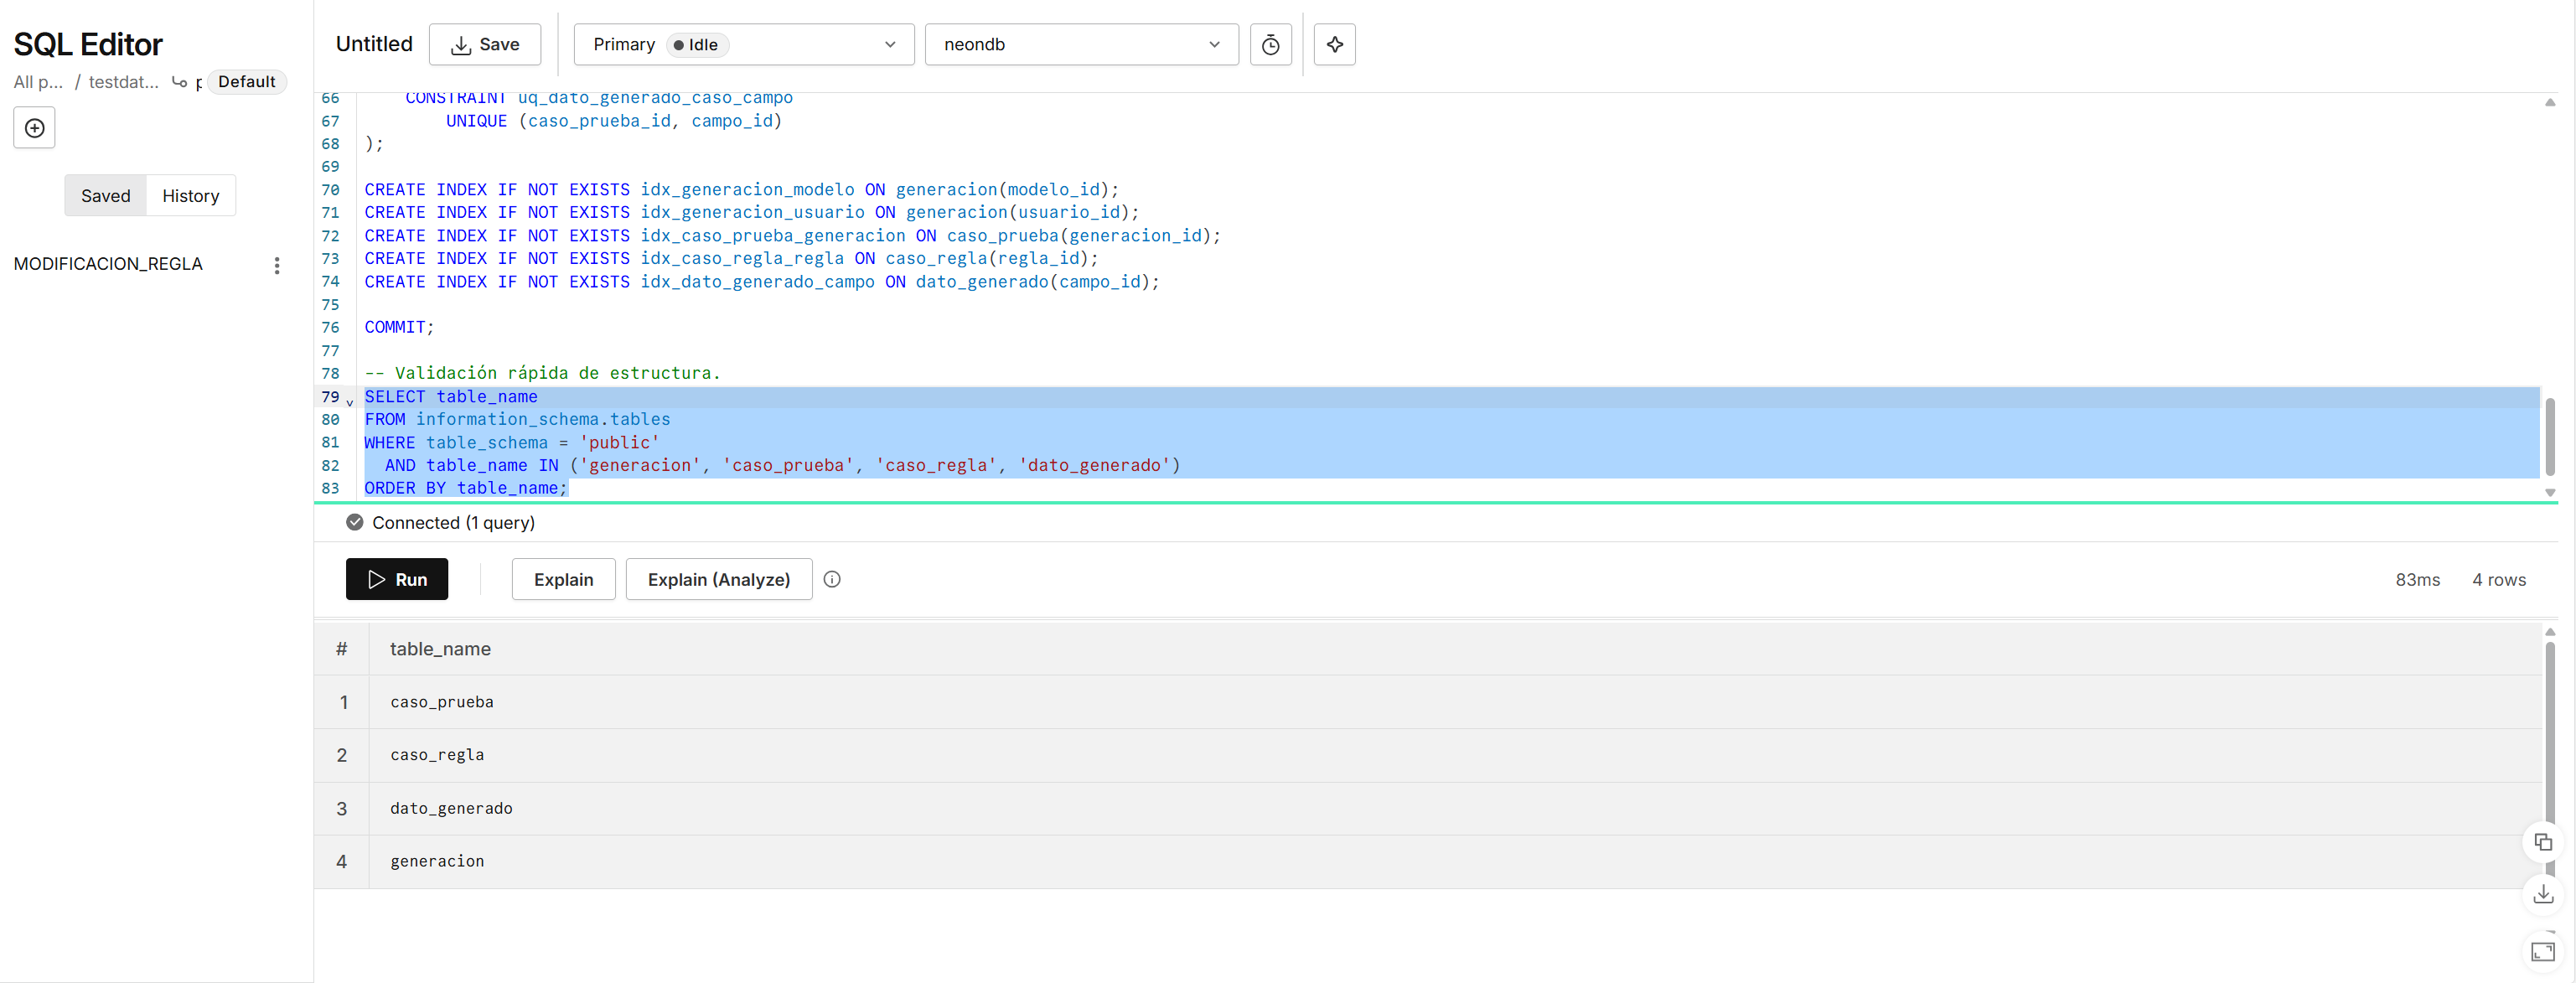 SQL Editor
All p... / testdat... p Default
Saved History
MODIFICACION_REGLA
Untitled Save Primary Idle neondb
66 CONSTRAINT uq_dato_generado_caso_campo
67 UNIQUE (caso_prueba_id, campo_id)
68 );
69
70 CREATE INDEX IF NOT EXISTS idx_generacion_modelo ON generacion(modelo_id);
71 CREATE INDEX IF NOT EXISTS idx_generacion_usuario ON generacion(usuario_id);
72 CREATE INDEX IF NOT EXISTS idx_caso_prueba_generacion ON caso_prueba(generacion_id);
73 CREATE INDEX IF NOT EXISTS idx_caso_regla_regla ON caso_regla(regla_id);
74 CREATE INDEX IF NOT EXISTS idx_dato_generado_campo ON dato_generado(campo_id);
75
76 COMMIT;
77
78 -- Validación rápida de estructura.
79 SELECT table_name
80 FROM information_schema.tables
81 WHERE table_schema = 'public'
82 AND table_name IN ('generacion', 'caso_prueba', 'caso_regla', 'dato_generado')
83 ORDER BY table_name;
Connected (1 query)
Run Explain Explain (Analyze) 83ms 4 rows
# table_name
1 caso_prueba
2 caso_regla
3 dato_generado
4 generacion